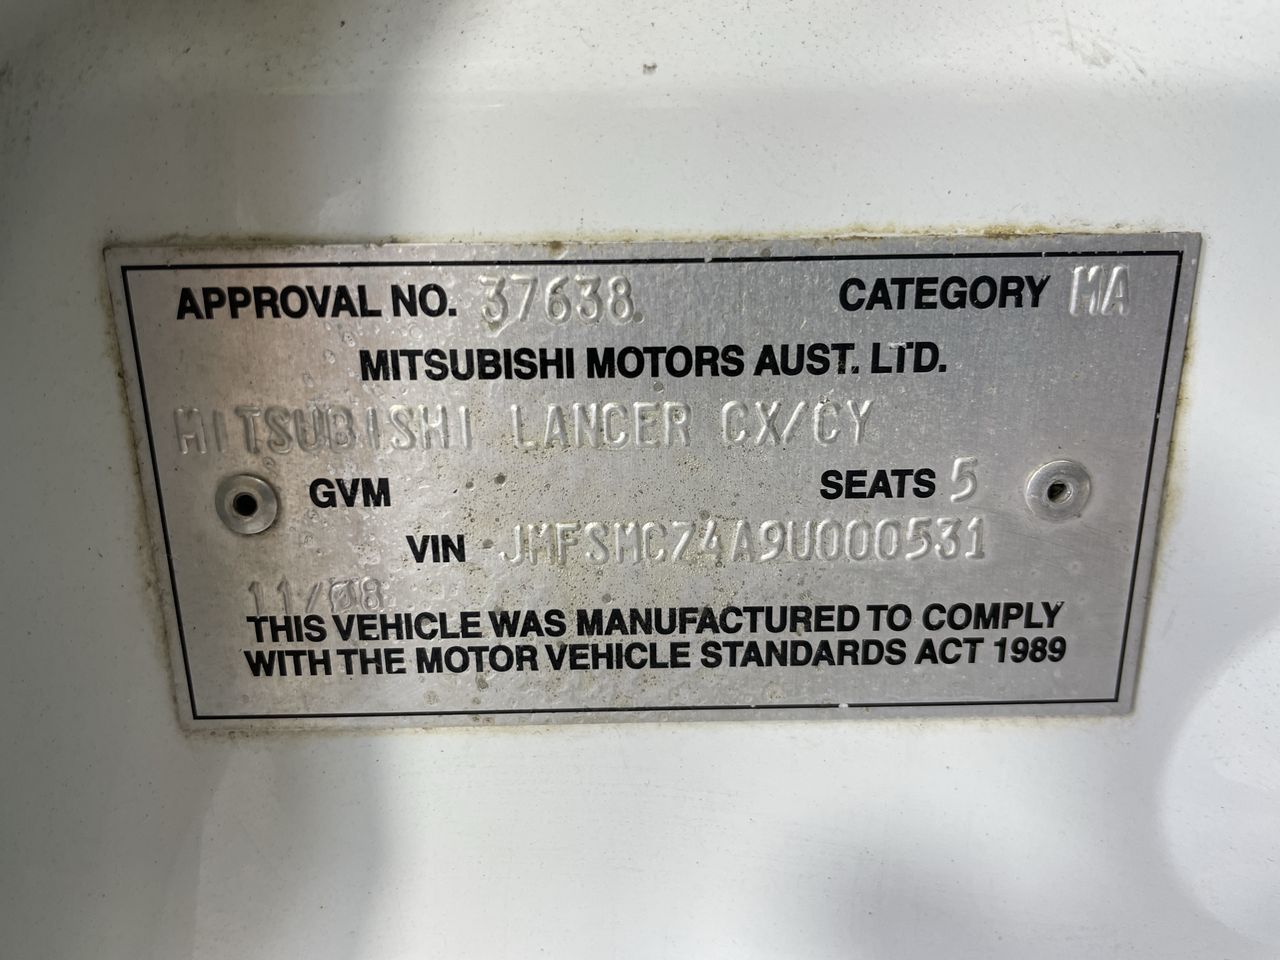 APPROVAL NO. 37638 CATEGORY MA
MITSUBISHI MOTORS AUST. LTD.
MITSUBISHI LANCER CX/CY
GVM SEATS 5
VIN JMFSMCZ4A9U000531
11/08
THIS VEHICLE WAS MANUFACTURED TO COMPLY
WITH THE MOTOR VEHICLE STANDARDS ACT 1989